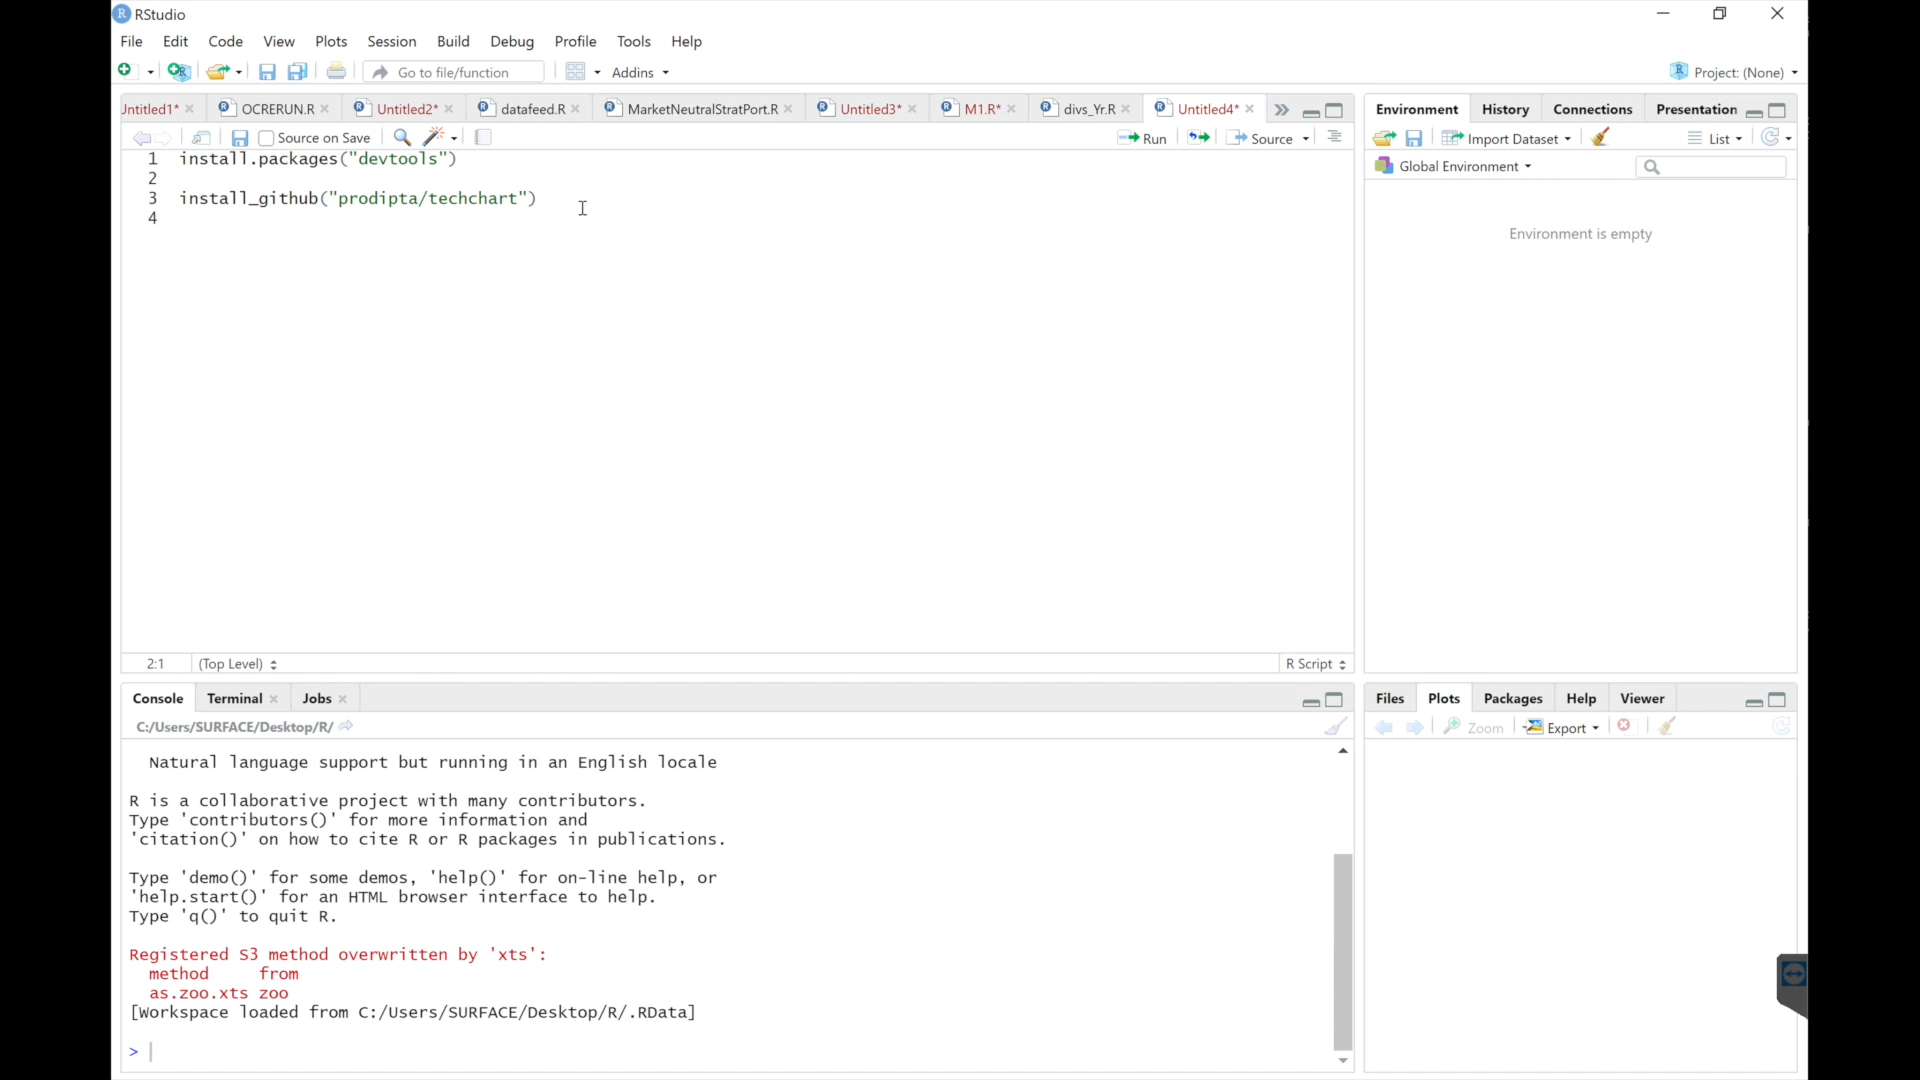 RStudio
File Edit Code View Plots Session Build Debug Profile Tools Help
Go to file/function Addins Project: (None)
Untitled1* OCRERUN.R Untitled2* datafeed.R MarketNeutralStratPort.R Untitled3* M1.R* divs_Yr.R Untitled4*
Source on Save Run Source
1 install.packages("devtools")
2
3 install_github("prodipta/techchart")
4
2:1 (Top Level) R Script
Environment History Connections Presentation
Import Dataset List
Global Environment
Environment is empty
Console Terminal Jobs
C:/Users/SURFACE/Desktop/R/
Natural language support but running in an English locale
R is a collaborative project with many contributors.
Type 'contributors()' for more information and
'citation()' on how to cite R or R packages in publications.
Type 'demo()' for some demos, 'help()' for on-line help, or
'help.start()' for an HTML browser interface to help.
Type 'q()' to quit R.
Registered S3 method overwritten by 'xts':
method from
as.zoo.xts zoo
[Workspace loaded from C:/Users/SURFACE/Desktop/R/.RData]
>
Files Plots Packages Help Viewer
Zoom Export